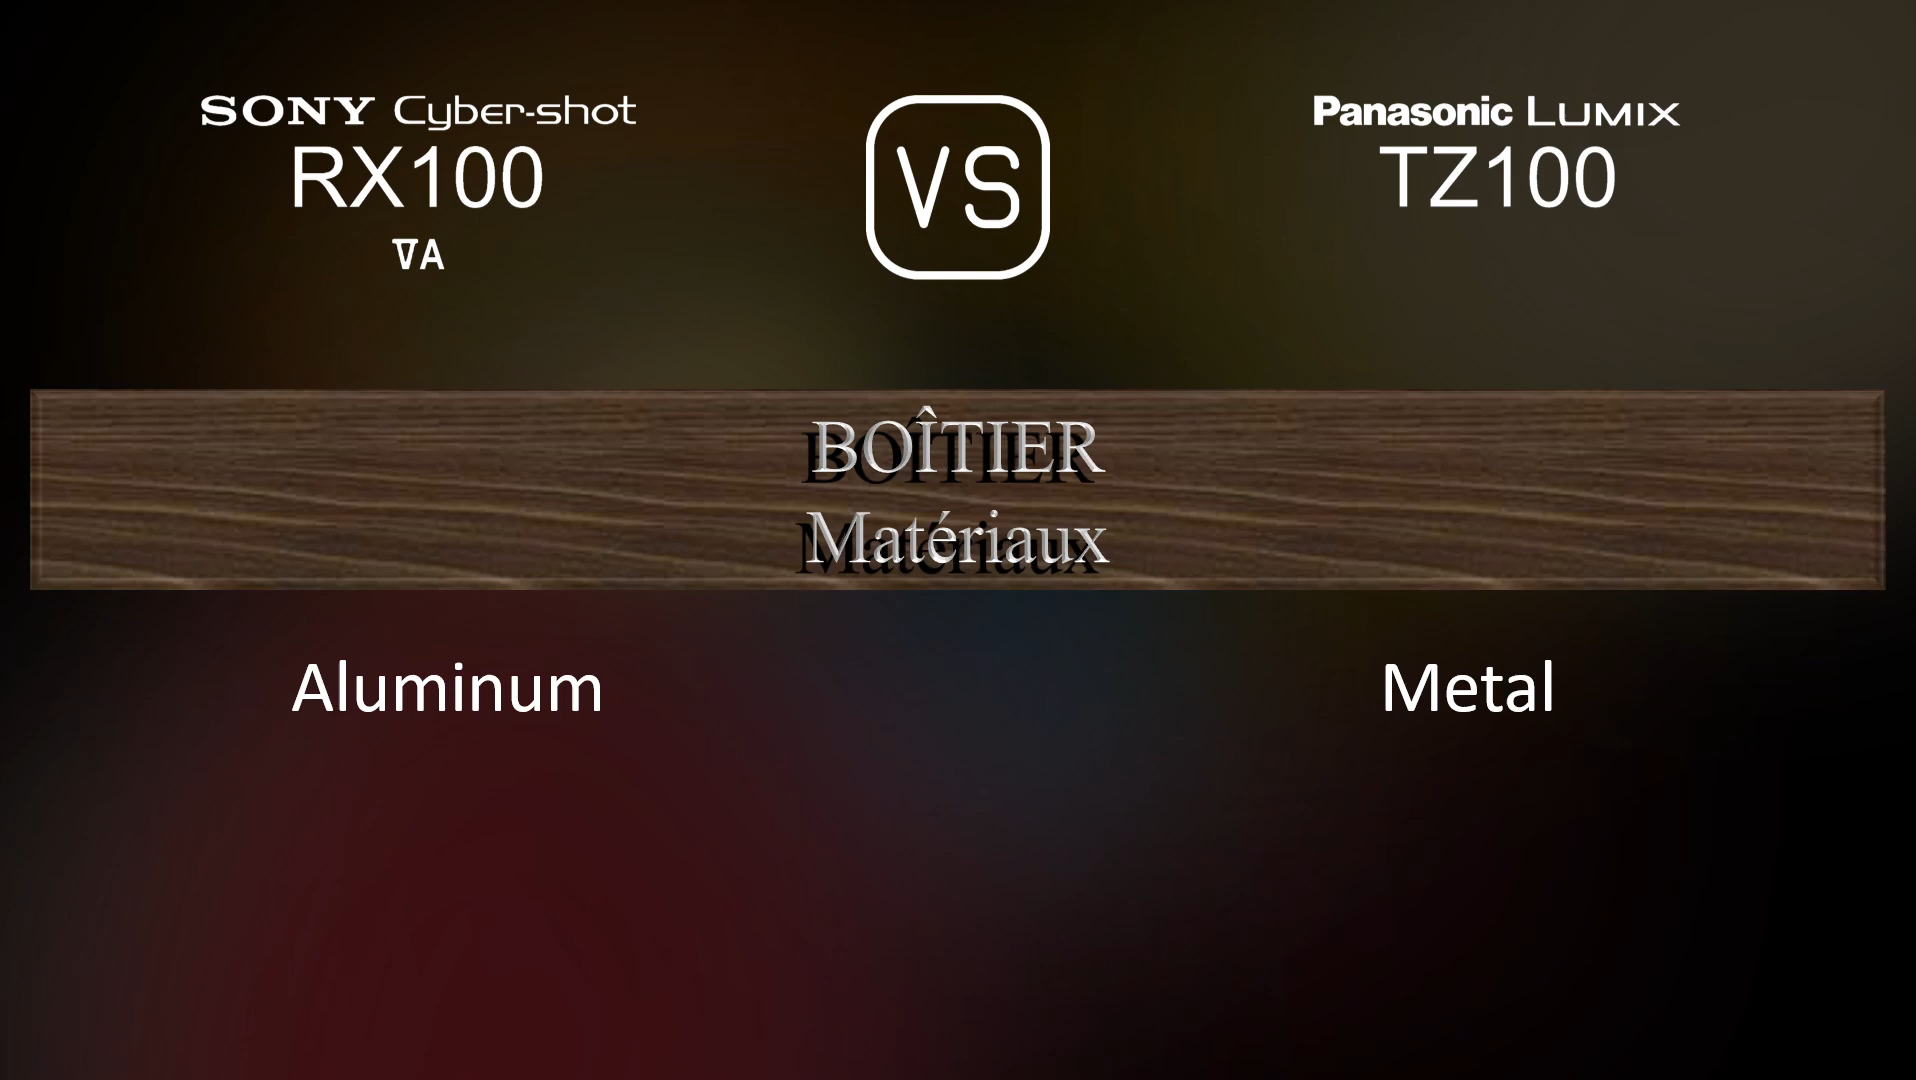 SONY Cyber-shot
RX100
VA
VS
Panasonic LUMIX
TZ100
BOÎTIER
Matériaux
Aluminum
Metal